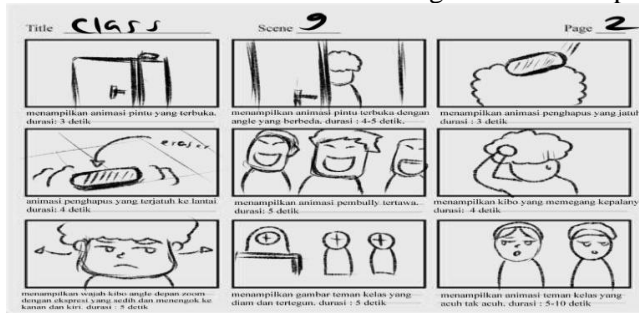 Title Class Scene 9 Page 2
menampilkan animasi pintu yang terbuka.
durasi: 3 detik
menampilkan animasi pintu terbuka dengan
angle yang berbeda. durasi : 4-5 detik.
menampilkan animasi penghapus yang jatuh
durasi : 3 detik
eraser
animasi penghapus yang terjatuh ke lantai
durasi: 4 detik
menampilkan animasi pembully tertawa.
durasi: 5 detik
menampilkan kibo yang memegang kepalany
durasi: 4 detik
menampilkan wajah kibo angle depan zoom
dengan ekspresi yang sedih dan menengok ke
kanan dan kiri. durasi : 5 detik
menampilkan gambar teman kelas yang
diam dan tertegun. durasi : 5 detik
menampilkan animasi teman kelas yang
acuh tak acuh. durasi : 5-10 detik